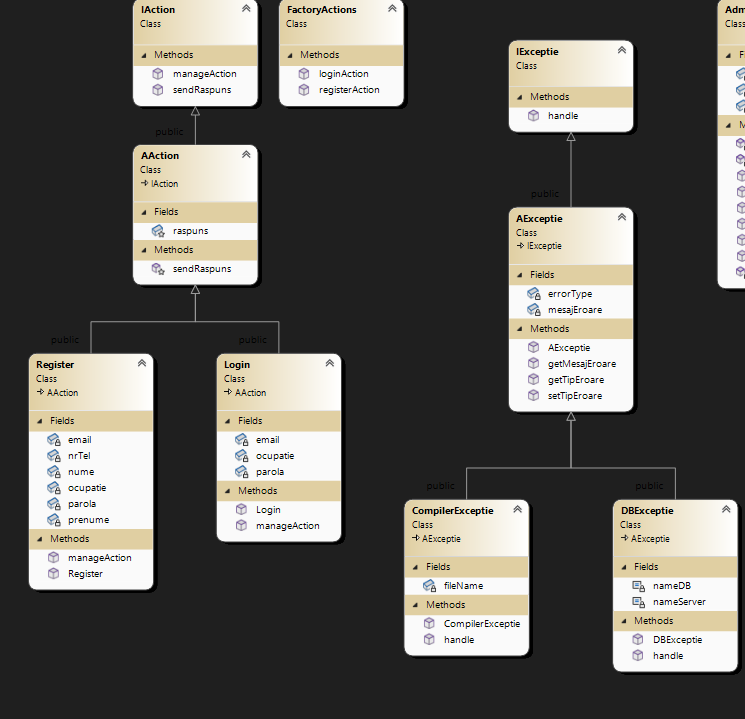 IAction
Class
Methods
manageAction
sendRaspuns
FactoryActions
Class
Methods
loginAction
registerAction
IExceptie
Class
Methods
handle
Adm
Class
F
M
public
AAction
Class
IAction
Fields
raspuns
Methods
sendRaspuns
public
AExceptie
Class
IExceptie
Fields
errorType
mesajEroare
Methods
AExceptie
getMesajEroare
getTipEroare
setTipEroare
public
Register
Class
AAction
Fields
email
nrTel
nume
ocupatie
parola
prenume
Methods
manageAction
Register
public
Login
Class
AAction
Fields
email
ocupatie
parola
Methods
Login
manageAction
public
CompilerExceptie
Class
AExceptie
Fields
fileName
Methods
CompilerExceptie
handle
public
DBExceptie
Class
AExceptie
Fields
nameDB
nameServer
Methods
DBExceptie
handle